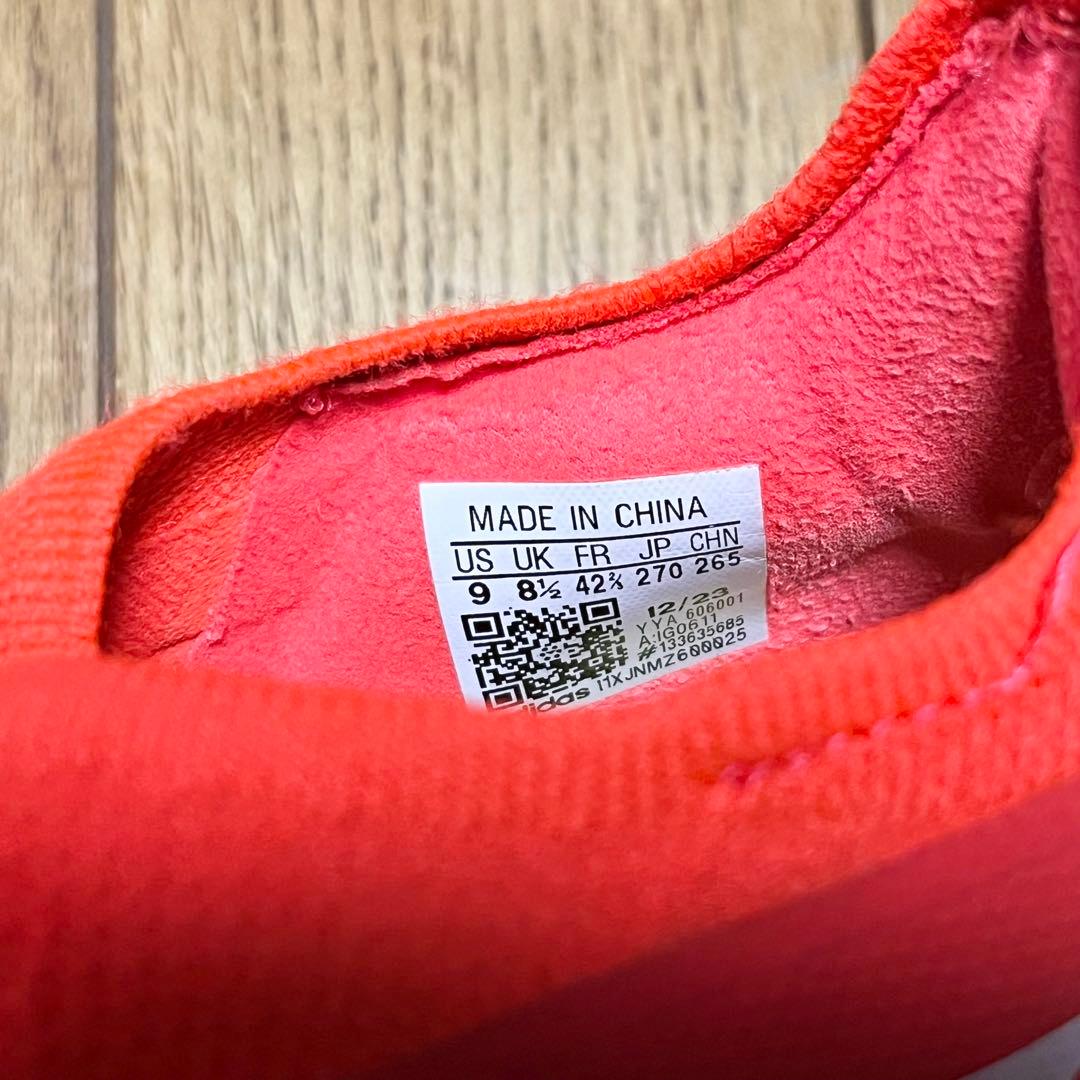 MADE IN CHINA
US UK FR JP CHN
9 8½ 42⅔ 270 265
12/23
YYA 606001
A:IG0611
#133635685
11XJNMZ600025
adidas